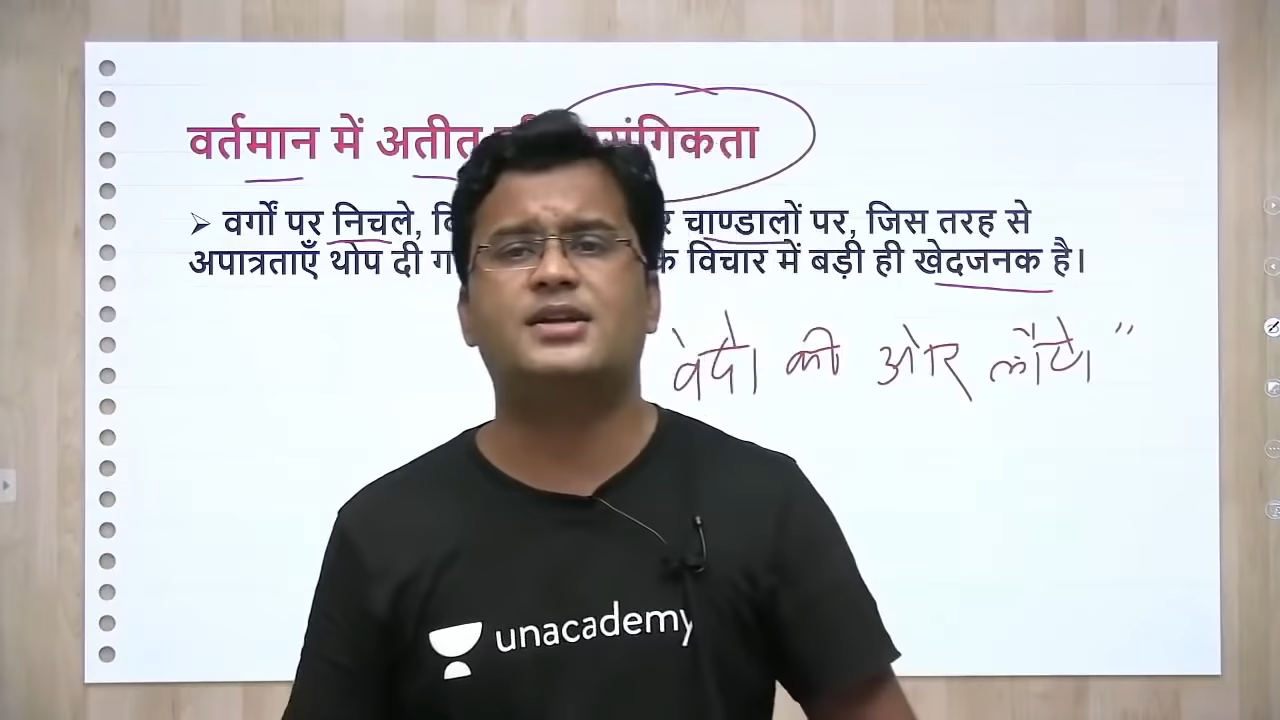 वर्तमान में अतीत
➢ वर्गों पर निचले, चाण्डालों पर, जिस तरह से
अपात्रताएँ थोप दी विचार में बड़ी ही खेदजनक है।
वेदों की ओर लौटो"
unacademy